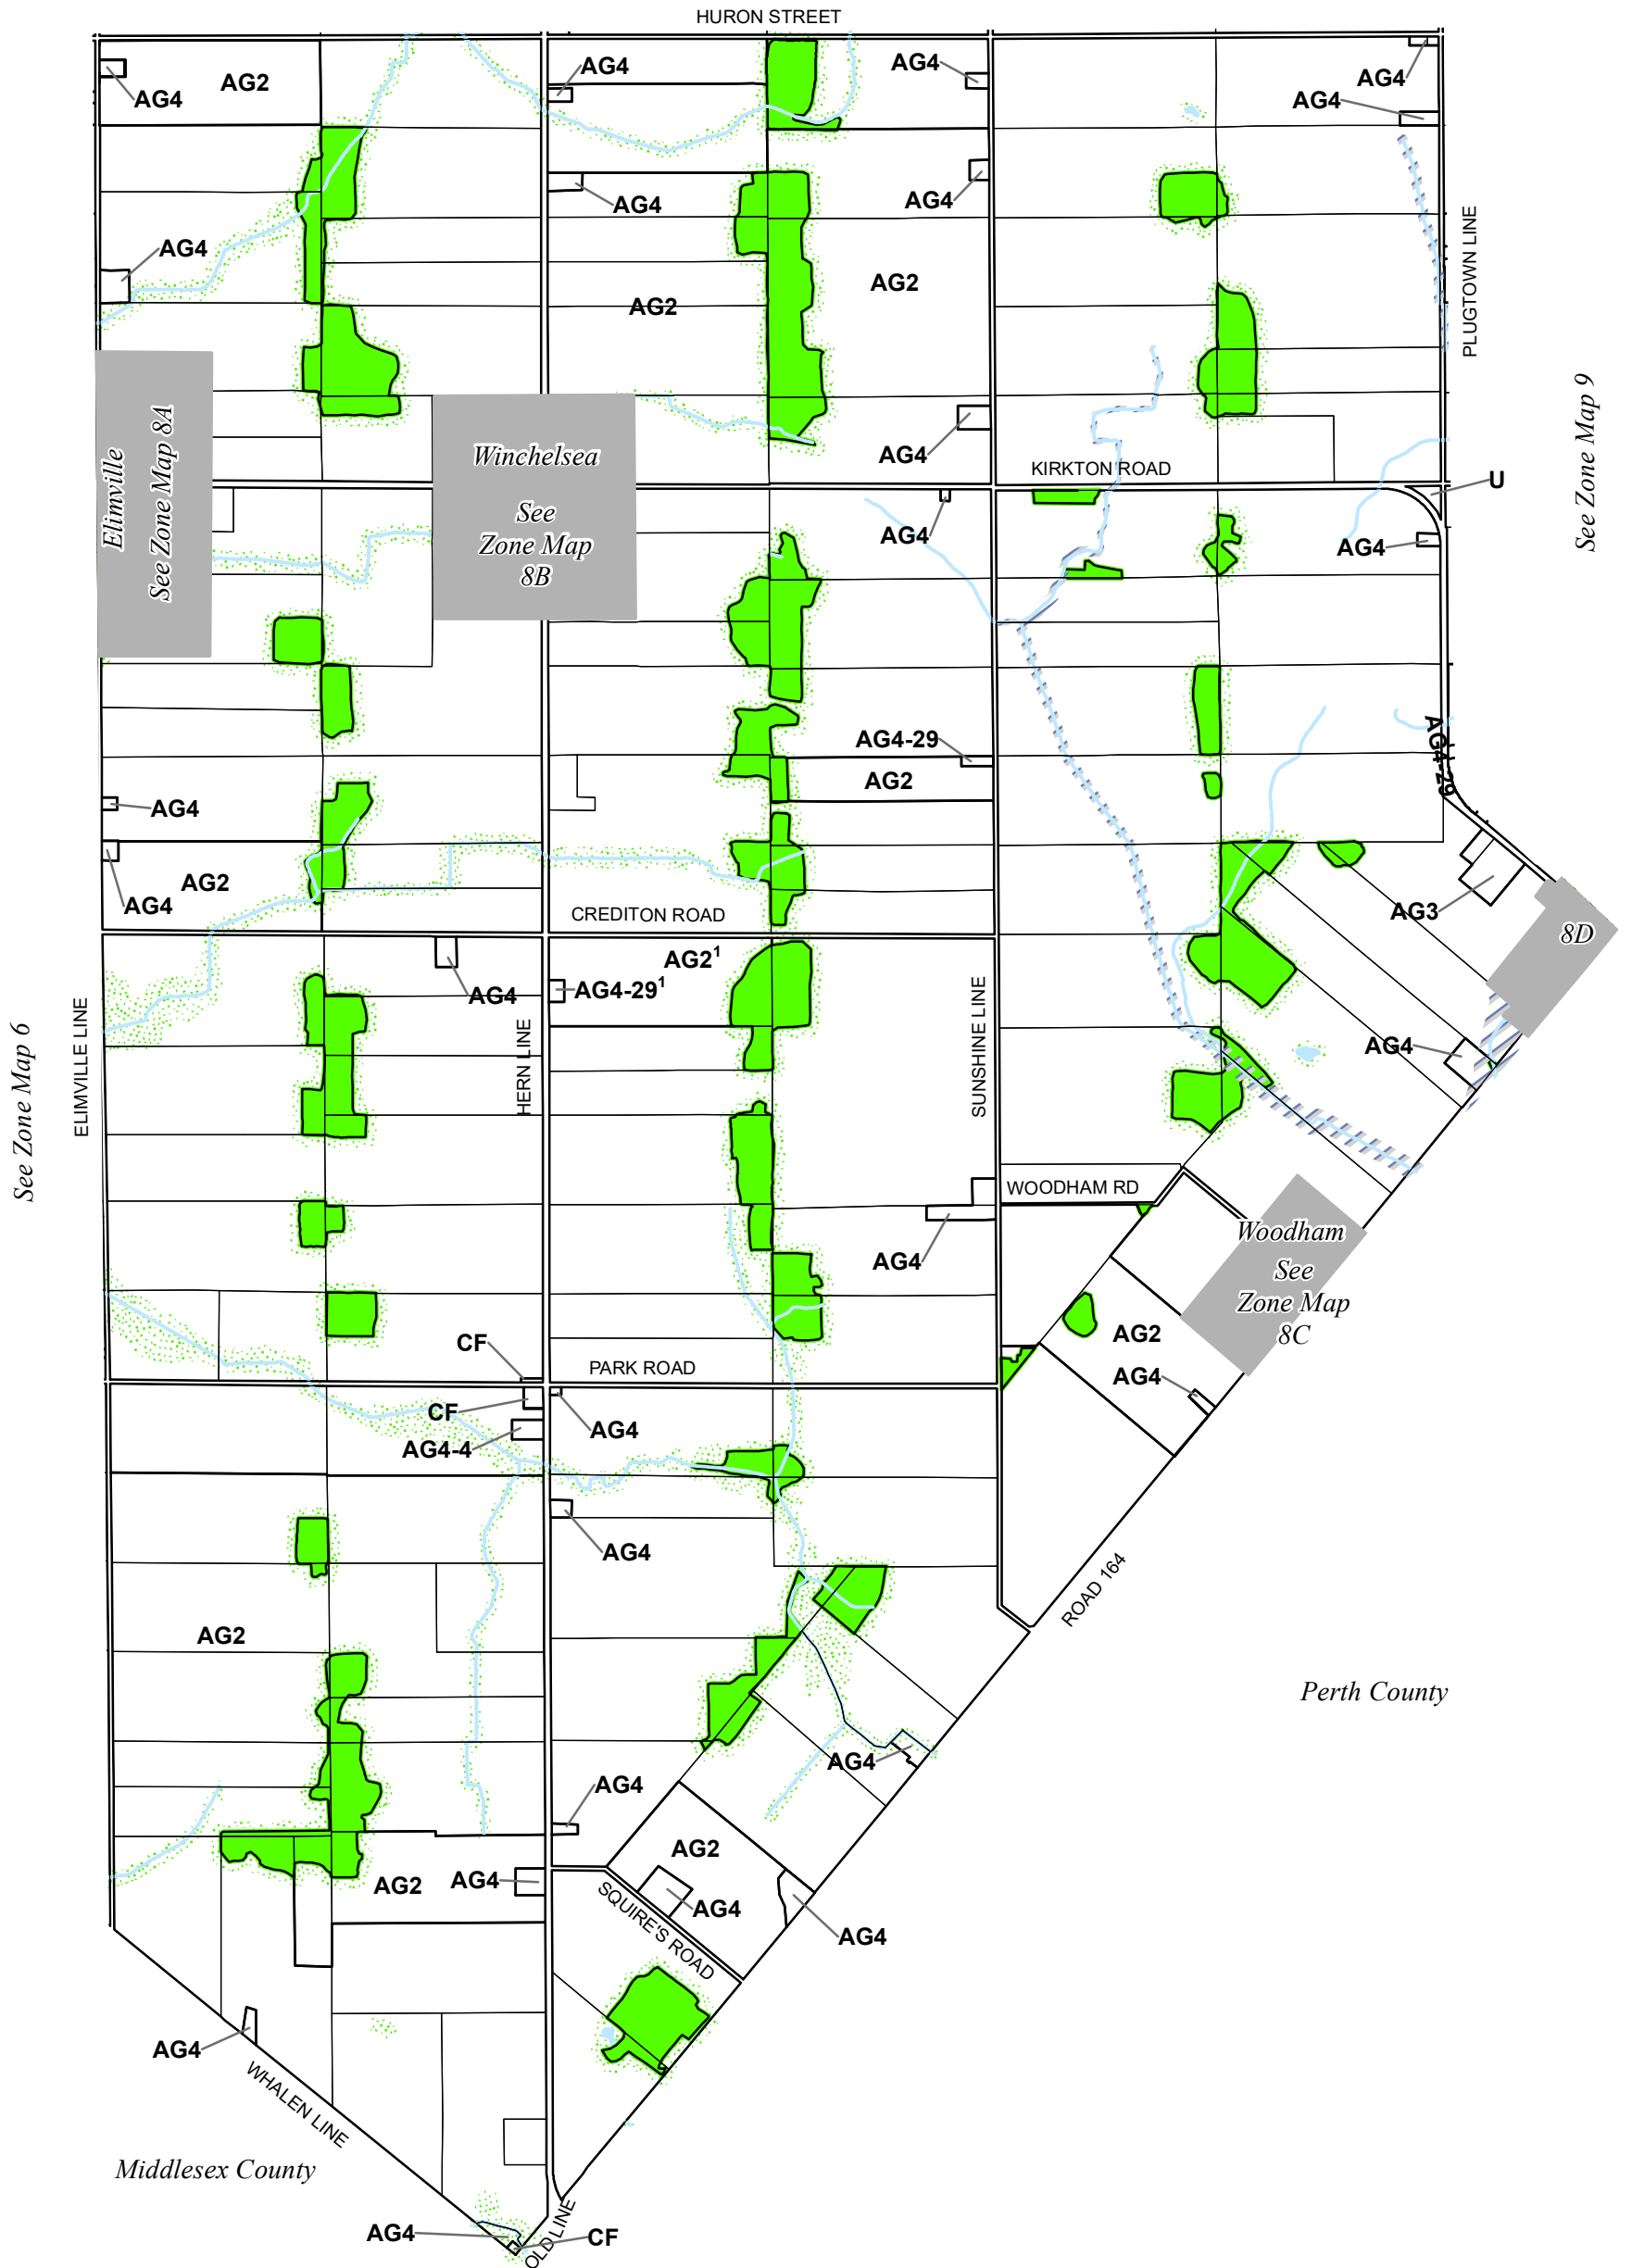 HURON STREET
AG4
AG2
AG4
AG4
AG4
AG4
AG4
AG4
AG4
AG4
AG2
AG2
PLUGTOWN LINE
Elimville
See Zone Map 8A
Winchelsea
See
Zone Map
8B
AG4
KIRKTON ROAD
See Zone Map 9
U
AG4
AG4
AG4-29
AG2
AG4-29
AG4
AG2
AG4
CREDITON ROAD
AG3
8D
AG2¹
AG4-29¹
AG4
See Zone Map 6
ELIMVILLE LINE
HERN LINE
SUNSHINE LINE
AG4
WOODHAM RD
AG4
Woodham
See
Zone Map
8C
AG2
AG4
CF
PARK ROAD
CF
AG4-4
AG4
AG4
ROAD 164
AG2
Perth County
AG4
AG4
AG2
AG2
AG4
AG4
AG4
SQUIRE'S ROAD
AG4
WHALEN LINE
Middlesex County
AG4
CF
OLD LINE